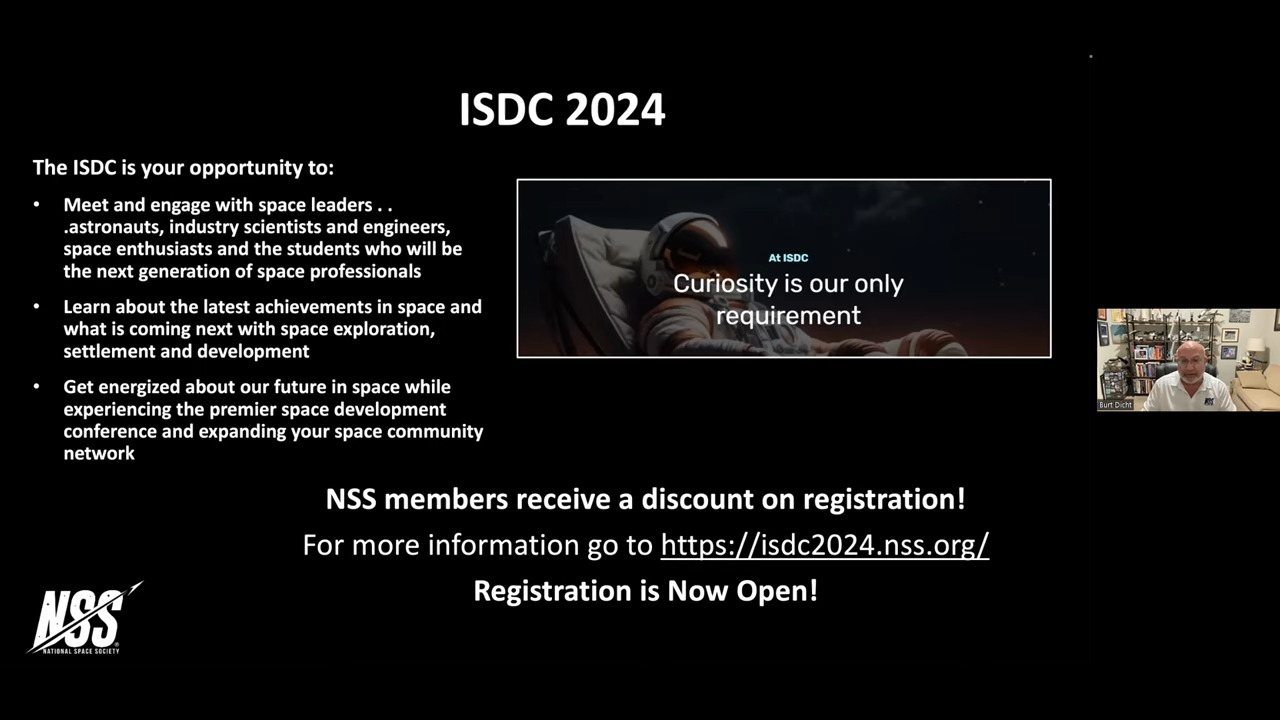 ISDC 2024
The ISDC is your opportunity to:
• Meet and engage with space leaders . .
.astronauts, industry scientists and engineers,
space enthusiasts and the students who will be
the next generation of space professionals
• Learn about the latest achievements in space and
what is coming next with space exploration,
settlement and development
• Get energized about our future in space while
experiencing the premier space development
conference and expanding your space community
network
At ISDC
Curiosity is our only
requirement
Burt Dicht
NSS
NSS members receive a discount on registration!
For more information go to https://isdc2024.nss.org/
Registration is Now Open!
NSS
NATIONAL SPACE SOCIETY